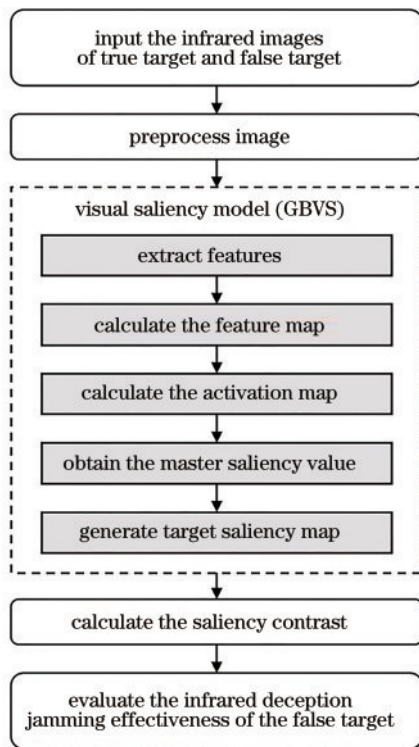 input the infrared images
of true target and false target
preprocess image
visual saliency model (GBVS)
extract features
calculate the feature map
calculate the activation map
obtain the master saliency value
generate target saliency map
calculate the saliency contrast
evaluate the infrared deception
jamming effectiveness of the false target